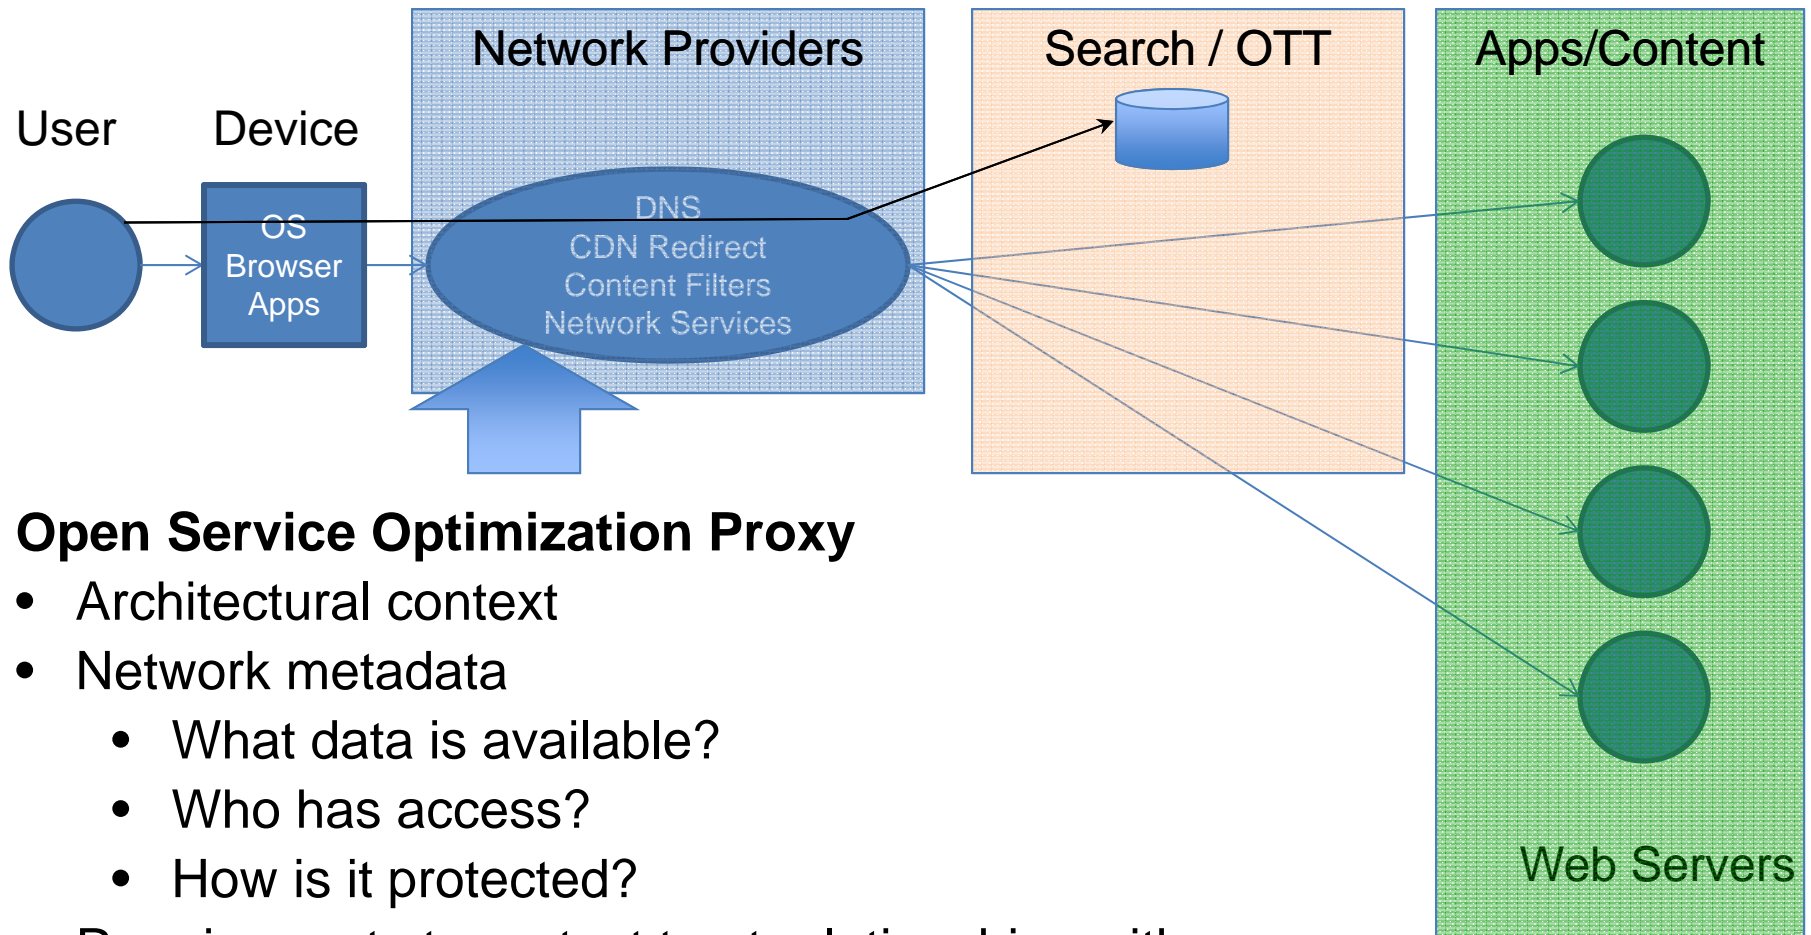 Network Providers
Search / OTT
Apps/Content
User
Device
OS
Browser
Apps
DNS
CDN Redirect
Content Filters
Network Services
Open Service Optimization Proxy
• Architectural context
• Network metadata
• What data is available?
• Who has access?
• How is it protected?
Web Servers